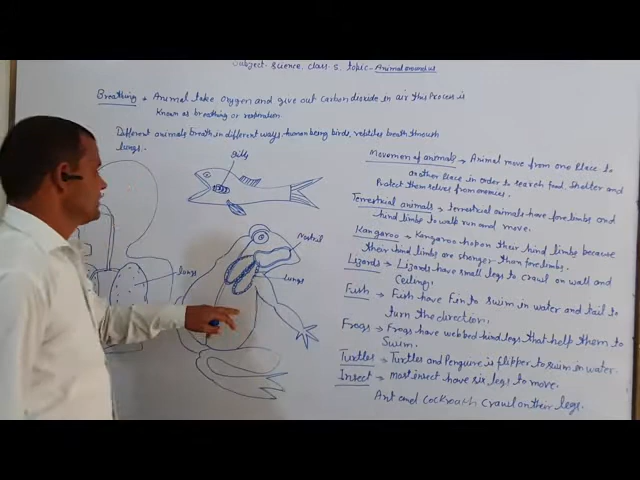 Subject- Science, class-5, topic- Animal around us
Breathing → Animal take oxygen and give out carbon dioxide in air this Process is
Known as breathing or respiration
Different animals breath in different ways, human being birds, reptiles breath through
lungs.
gills
Nostril
lungs
lungs
Movement of animals → Animal move from one place to
another place in order to search food, shelter and
Protect themselves from enemies.
Terrestrial animals → terrestrial animals have fore limbs and
hind limbs to walk run and move.
Kangaroo → Kangaroo hop on their hind limbs because
their hind limbs are stronger than fore limbs.
Lizards → Lizards have small legs to crawl on wall and
Ceiling.
Fish → Fish have Fin to swim in water and tail to
turn the direction.
Frogs → Frogs have webbed hind legs that help them to
Swim.
Turtles → Turtles and Penguins flipper to swim in water.
Insect → most insect have six legs to move.
Ant and Cockroach crawl on their legs.